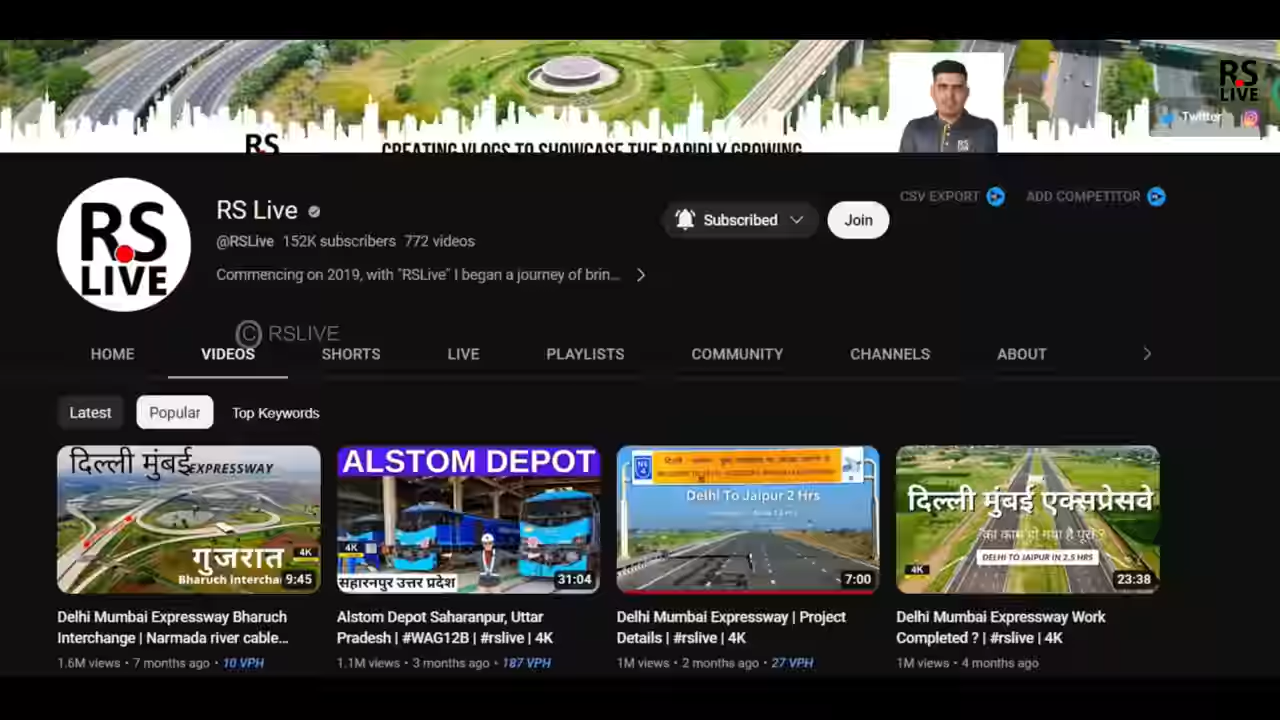 RS
LIVE
Twitter
RS
CREATING VLOGS TO SHOWCASE THE RAPIDLY GROWING
RS
LIVE
RS Live
@RSLive 152K subscribers 772 videos
Commencing on 2019, with "RSLive" I began a journey of brin...
Subscribed
Join
CSV EXPORT
ADD COMPETITOR
© RSLIVE
HOME VIDEOS SHORTS LIVE PLAYLISTS COMMUNITY CHANNELS ABOUT
Latest Popular Top Keywords
दिल्ली मुंबई EXPRESSWAY
गुजरात
4K
Bharuch Intercha
9:45
ALSTOM DEPOT
4K
सहारनपुर उत्तर प्रदेश
31:04
Delhi To Jaipur 2 Hrs
7:00
दिल्ली मुंबई एक्सप्रेसवे
का काम हो गया है पूरा ?
DELHI TO JAIPUR IN 2.5 HRS
4K
23:38
Delhi Mumbai Expressway Bharuch
Interchange | Narmada river cable...
1.6M views • 7 months ago • 10 VPH
Alstom Depot Saharanpur, Uttar
Pradesh | #WAG12B | #rslive | 4K
1.1M views • 3 months ago • 187 VPH
Delhi Mumbai Expressway | Project
Details | #rslive | 4K
1M views • 2 months ago • 27 VPH
Delhi Mumbai Expressway Work
Completed ? | #rslive | 4K
1M views • 4 months ago